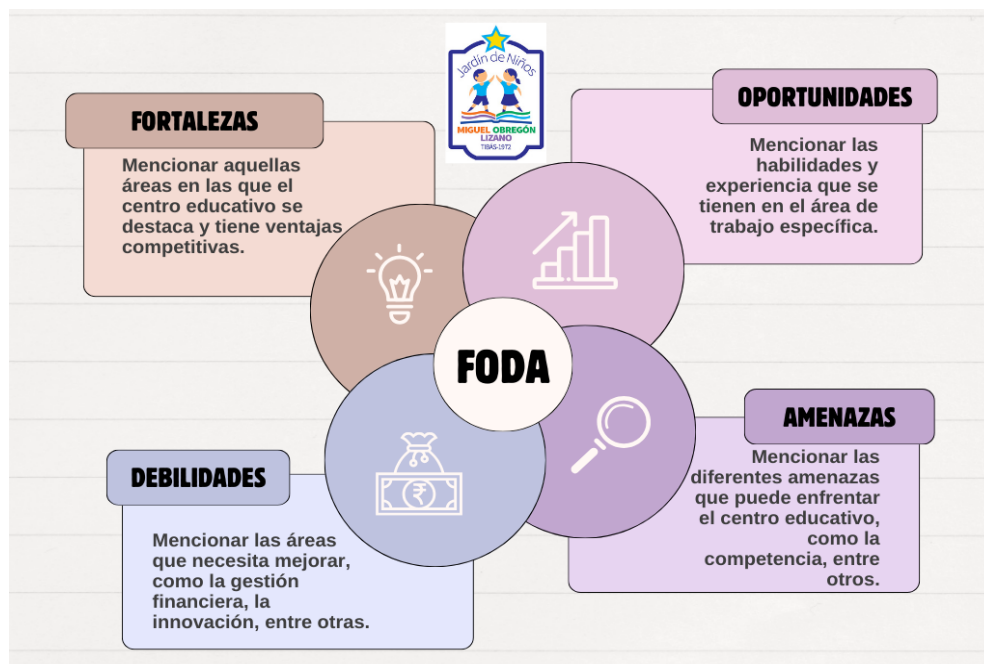 Jardín de Niños
MIGUEL OBREGÓN
LIZANO
TIBÁS-1972
FORTALEZAS
Mencionar aquellas
áreas en las que el
centro educativo se
destaca y tiene ventajas
competitivas.
OPORTUNIDADES
Mencionar las
habilidades y
experiencia que se
tienen en el área de
trabajo específica.
FODA
DEBILIDADES
Mencionar las áreas
que necesita mejorar,
como la gestión
financiera, la
innovación, entre otras.
AMENAZAS
Mencionar las
diferentes amenazas
que puede enfrentar
el centro educativo,
como la
competencia, entre
otros.
₹